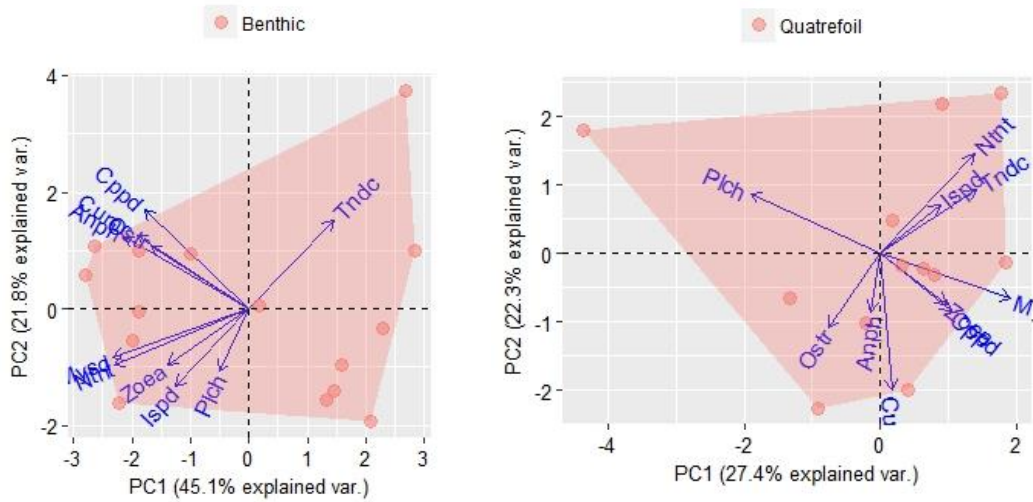 Benthic
PC2 (21.8% explained var.)
4
2
0
-2
Cppd
Tndc
Ostr
Zoea
Ispd
Plch
-3
-2
-1
0
1
2
3
PC1 (45.1% explained var.)
Quatrefoil
PC2 (22.3% explained var.)
2
1
0
-1
-2
Ntnt
Plch
Ispd
Tndc
Ostr
Anph
Cppd
Cu
-4
-2
0
2
PC1 (27.4% explained var.)